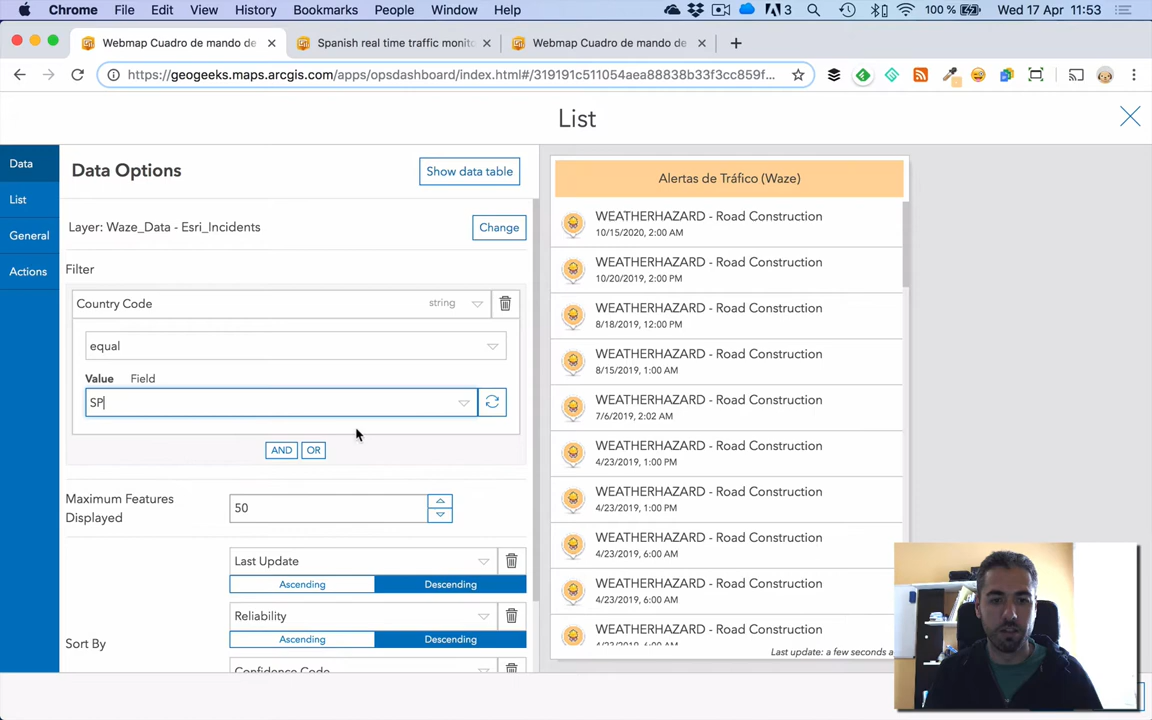 Chrome File Edit View History Bookmarks People Window Help
3
100 %
Wed 17 Apr 11:53
Webmap Cuadro de mando de
Spanish real time traffic monito
Webmap Cuadro de mando de
https://geogeeks.maps.arcgis.com/apps/opsdashboard/index.html#/319191c511054aea88838b33f3cc859f...
List
Data
List
General
Actions
Data Options
Show data table
Layer: Waze_Data - Esri_Incidents
Change
Filter
Country Code
string
equal
Value Field
SP
AND OR
Maximum Features
Displayed
50
Sort By
Last Update
Ascending Descending
Reliability
Ascending Descending
Confidence Code
Alertas de Tráfico (Waze)
WEATHERHAZARD - Road Construction
10/15/2020, 2:00 AM
WEATHERHAZARD - Road Construction
10/20/2019, 2:00 PM
WEATHERHAZARD - Road Construction
8/18/2019, 12:00 PM
WEATHERHAZARD - Road Construction
8/15/2019, 1:00 AM
WEATHERHAZARD - Road Construction
7/6/2019, 2:02 AM
WEATHERHAZARD - Road Construction
4/23/2019, 1:00 PM
WEATHERHAZARD - Road Construction
4/23/2019, 1:00 PM
WEATHERHAZARD - Road Construction
4/23/2019, 6:00 AM
WEATHERHAZARD - Road Construction
4/23/2019, 6:00 AM
WEATHERHAZARD - Road Construction
Last update: a few seconds a